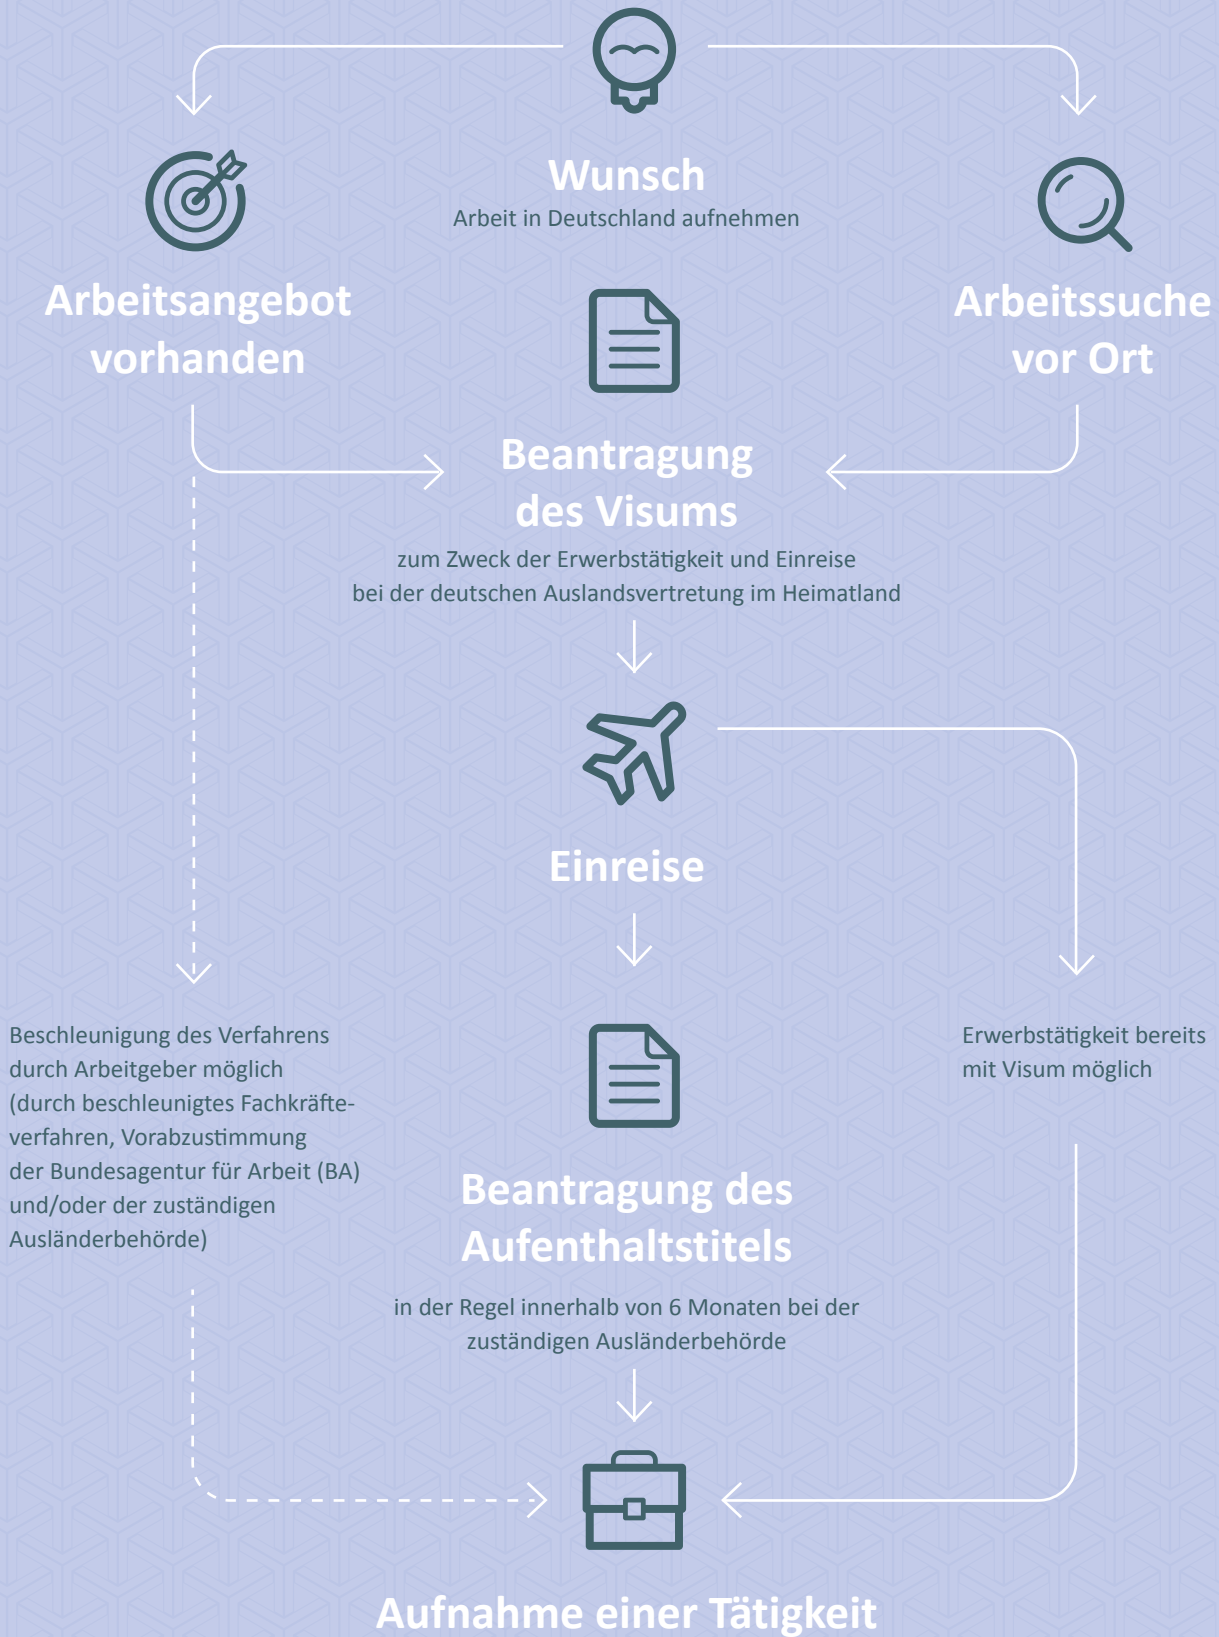 Wunsch
Arbeit in Deutschland aufnehmen
Arbeitsangebot
vorhanden
Arbeitssuche
vor Ort
Beantragung
des Visums
zum Zweck der Erwerbstätigkeit und Einreise
bei der deutschen Auslandsvertretung im Heimatland
Einreise
Beschleunigung des Verfahrens
durch Arbeitgeber möglich
(durch beschleunigtes Fachkräfte-
verfahren, Vorabzustimmung
der Bundesagentur für Arbeit (BA)
und/oder der zuständigen
Ausländerbehörde)
Erwerbstätigkeit bereits
mit Visum möglich
Beantragung des
Aufenthaltstitels
in der Regel innerhalb von 6 Monaten bei der
zuständigen Ausländerbehörde
Aufnahme einer Tätigkeit